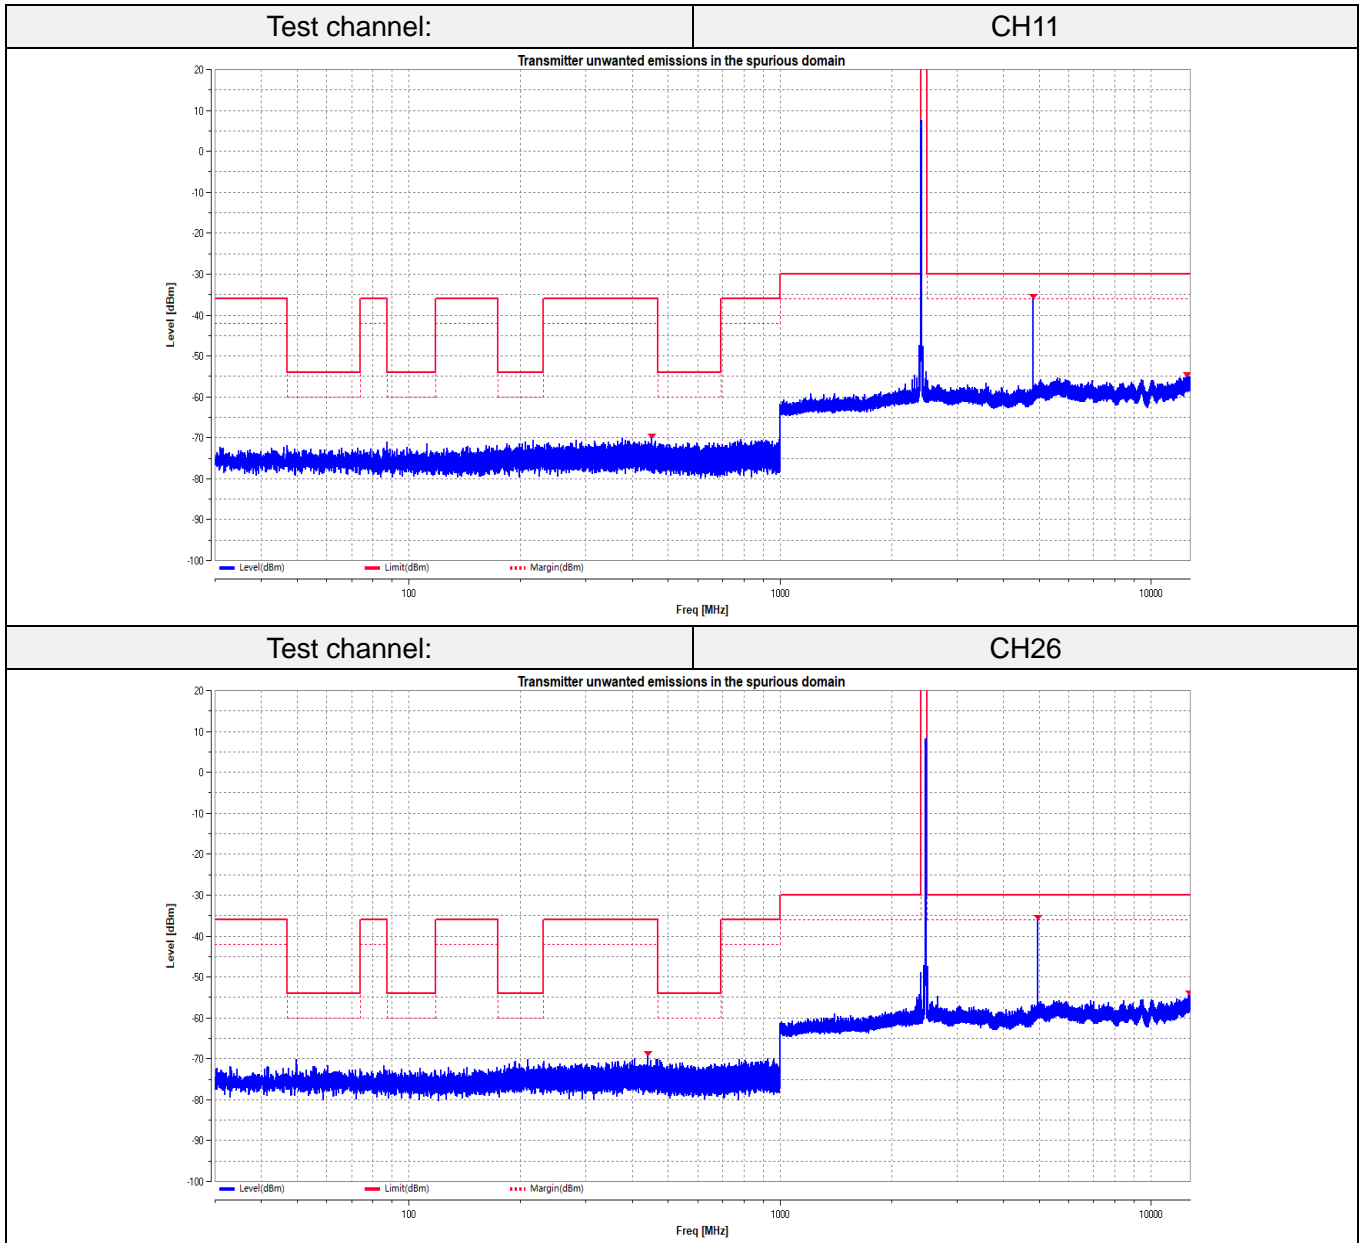 Test channel: CH11
Transmitter unwanted emissions in the spurious domain
20
10
0
-10
-20
-30
-40
-50
-60
-70
-80
-90
-100
Level [dBm]
Level(dBm) Limit(dBm) Margin(dBm)
100 1000 10000
Freq [MHz]
Test channel: CH26
Transmitter unwanted emissions in the spurious domain
20
10
0
-10
-20
-30
-40
-50
-60
-70
-80
-90
-100
Level [dBm]
Level(dBm) Limit(dBm) Margin(dBm)
100 1000 10000
Freq [MHz]